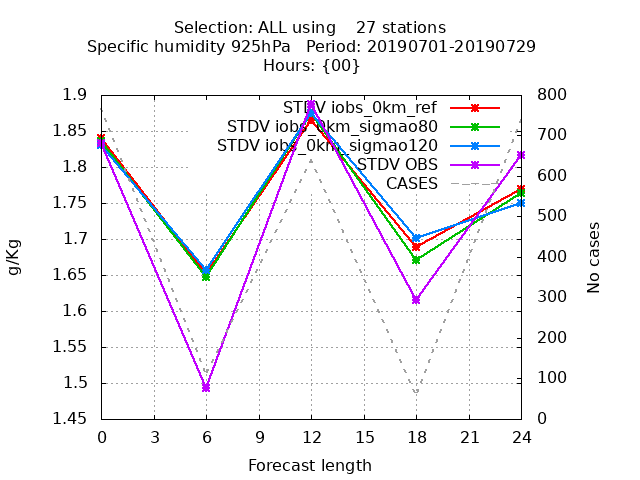 Selection: ALL using    27 stations
Specific humidity 925hPa   Period: 20190701-20190729
Hours: {00}
STDV iobs_0km_ref
STDV iobs_0km_sigmao80
STDV iobs_0km_sigmao120
STDV OBS
CASES
1.9
1.85
1.8
1.75
1.7
1.65
1.6
1.55
1.5
1.45
g/Kg
800
700
600
500
400
300
200
100
0
No cases
0 3 6 9 12 15 18 21 24
Forecast length